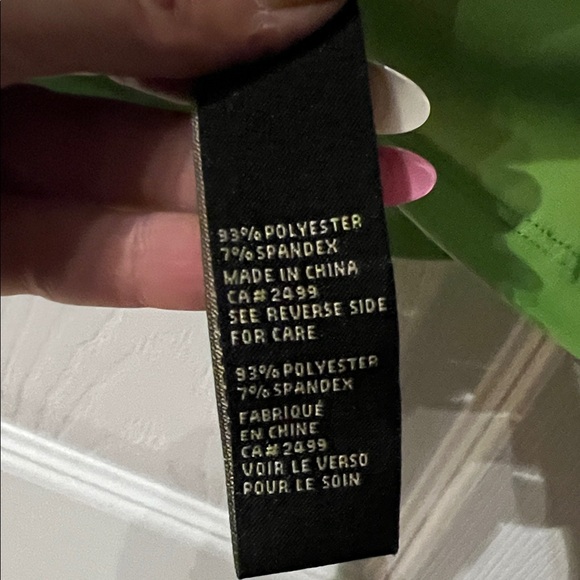 93% POLYESTER
7% SPANDEX
MADE IN CHINA
CA# 2499
SEE REVERSE SIDE
FOR CARE
93% POLYESTER
7% SPANDEX
FABRIQUÉ
EN CHINE
CA# 2499
VOIR LE VERSO
POUR LE SOIN